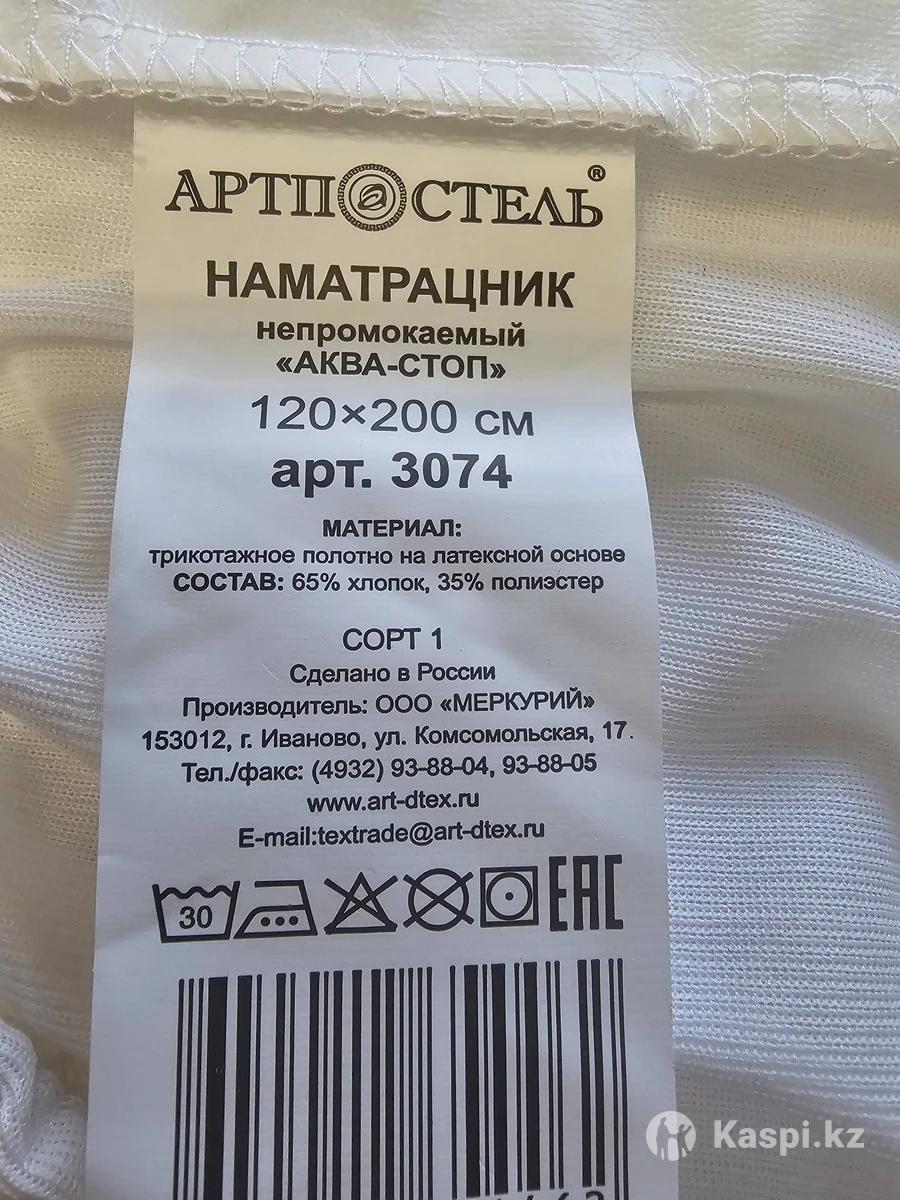 АРТПОСТЕЛЬ®
НАМАТРАЦНИК
непромокаемый
«АКВА-СТОП»
120×200 см
арт. 3074
МАТЕРИАЛ:
трикотажное полотно на латексной основе
СОСТАВ: 65% хлопок, 35% полиэстер
СОРТ 1
Сделано в России
Производитель: ООО «МЕРКУРИЙ»
153012, г. Иваново, ул. Комсомольская, 17.
Тел./факс: (4932) 93-88-04, 93-88-05
www.art-dtex.ru
E-mail:textrade@art-dtex.ru
30
EAC
Kaspi.kz